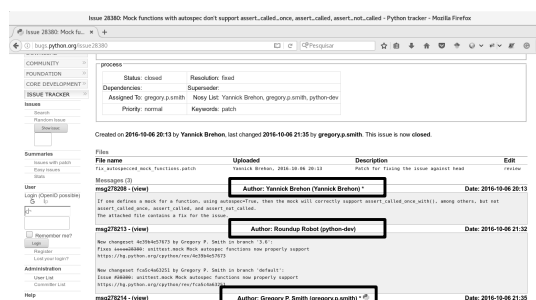 Issue 28380: Mock functions with autospec don't support assert_called_once, assert_called, assert_not_called - Python tracker - Mozilla Firefox
Issue 28380: Mock fu... × +
bugs.python.org/issue28380
Pesquisar
COMMUNITY
FOUNDATION
CORE DEVELOPMENT
ISSUE TRACKER
Issues
Search
Random issue
Show issue
Summaries
Issues with patch
Easy issues
Stats
User
Login (OpenID possible)
Remember me?
Login
Register
Lost your login?
Administration
User List
Committer List
Help
process
Status: closed Resolution: fixed
Dependencies: Superseder:
Assigned To: gregory.p.smith Nosy List: Yannick Brehon, gregory.p.smith, python-dev
Priority: normal Keywords: patch
Created on 2016-10-06 20:13 by Yannick Brehon, last changed 2016-10-06 21:35 by gregory.p.smith. This issue is now closed.
Files
File name Uploaded Description Edit
fix_autospecced_mock_functions.patch Yannick Brehon, 2016-10-06 20:13 Patch for fixing the issue against head review
Messages (3)
msg278208 - (view) Author: Yannick Brehon (Yannick Brehon) * Date: 2016-10-06 20:13
If one defines a mock for a function, using autospec=True, then the mock will correctly support assert_called_once_with(), among others, but not
assert_called_once, assert_called, and assert_not_called.
The attached file contains a fix for the issue.
msg278213 - (view) Author: Roundup Robot (python-dev) Date: 2016-10-06 21:32
New changeset 4e39b4e57673 by Gregory P. Smith in branch '3.6':
Fixes issue28380: unittest.mock Mock autospec functions now properly support
https://hg.python.org/cpython/rev/4e39b4e57673
New changeset fca5c4a63251 by Gregory P. Smith in branch 'default':
Issue #28380: unittest.mock Mock autospec functions now properly support
https://hg.python.org/cpython/rev/fca5c4a63251
msg278214 - (view) Author: Gregory P. Smith (gregory.p.smith) * Date: 2016-10-06 21:35